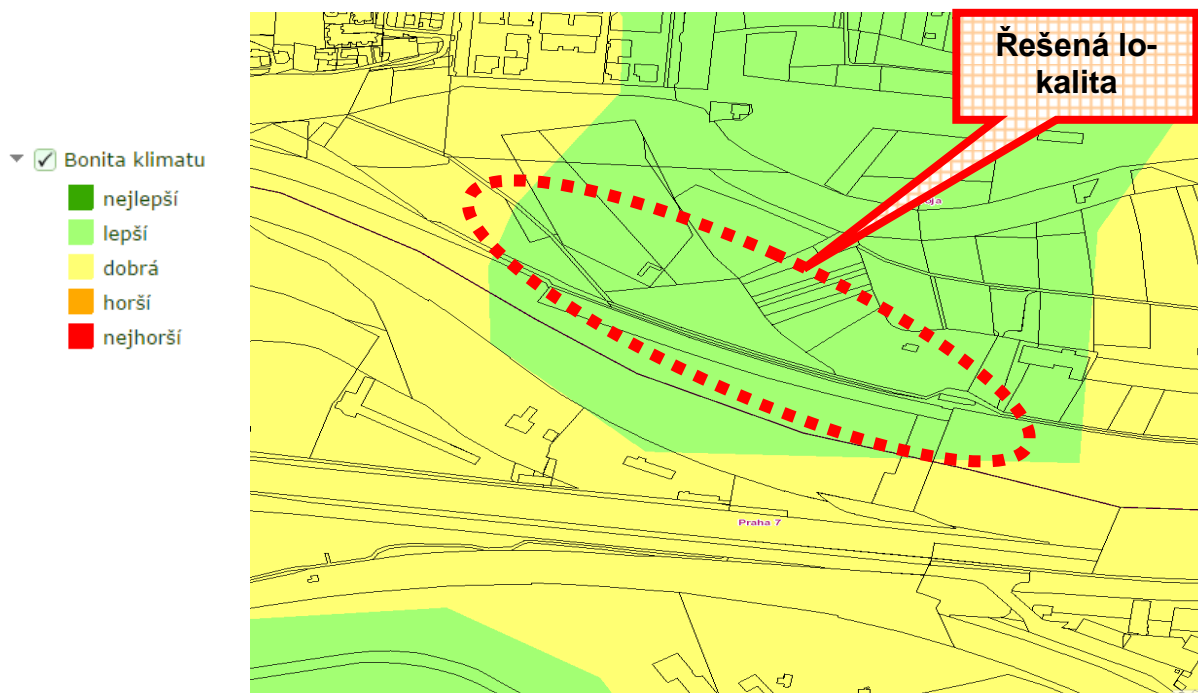 Řešená lo-
kalita
Bonita klimatu
nejlepší
lepší
dobrá
horší
nejhorší
Praha 7